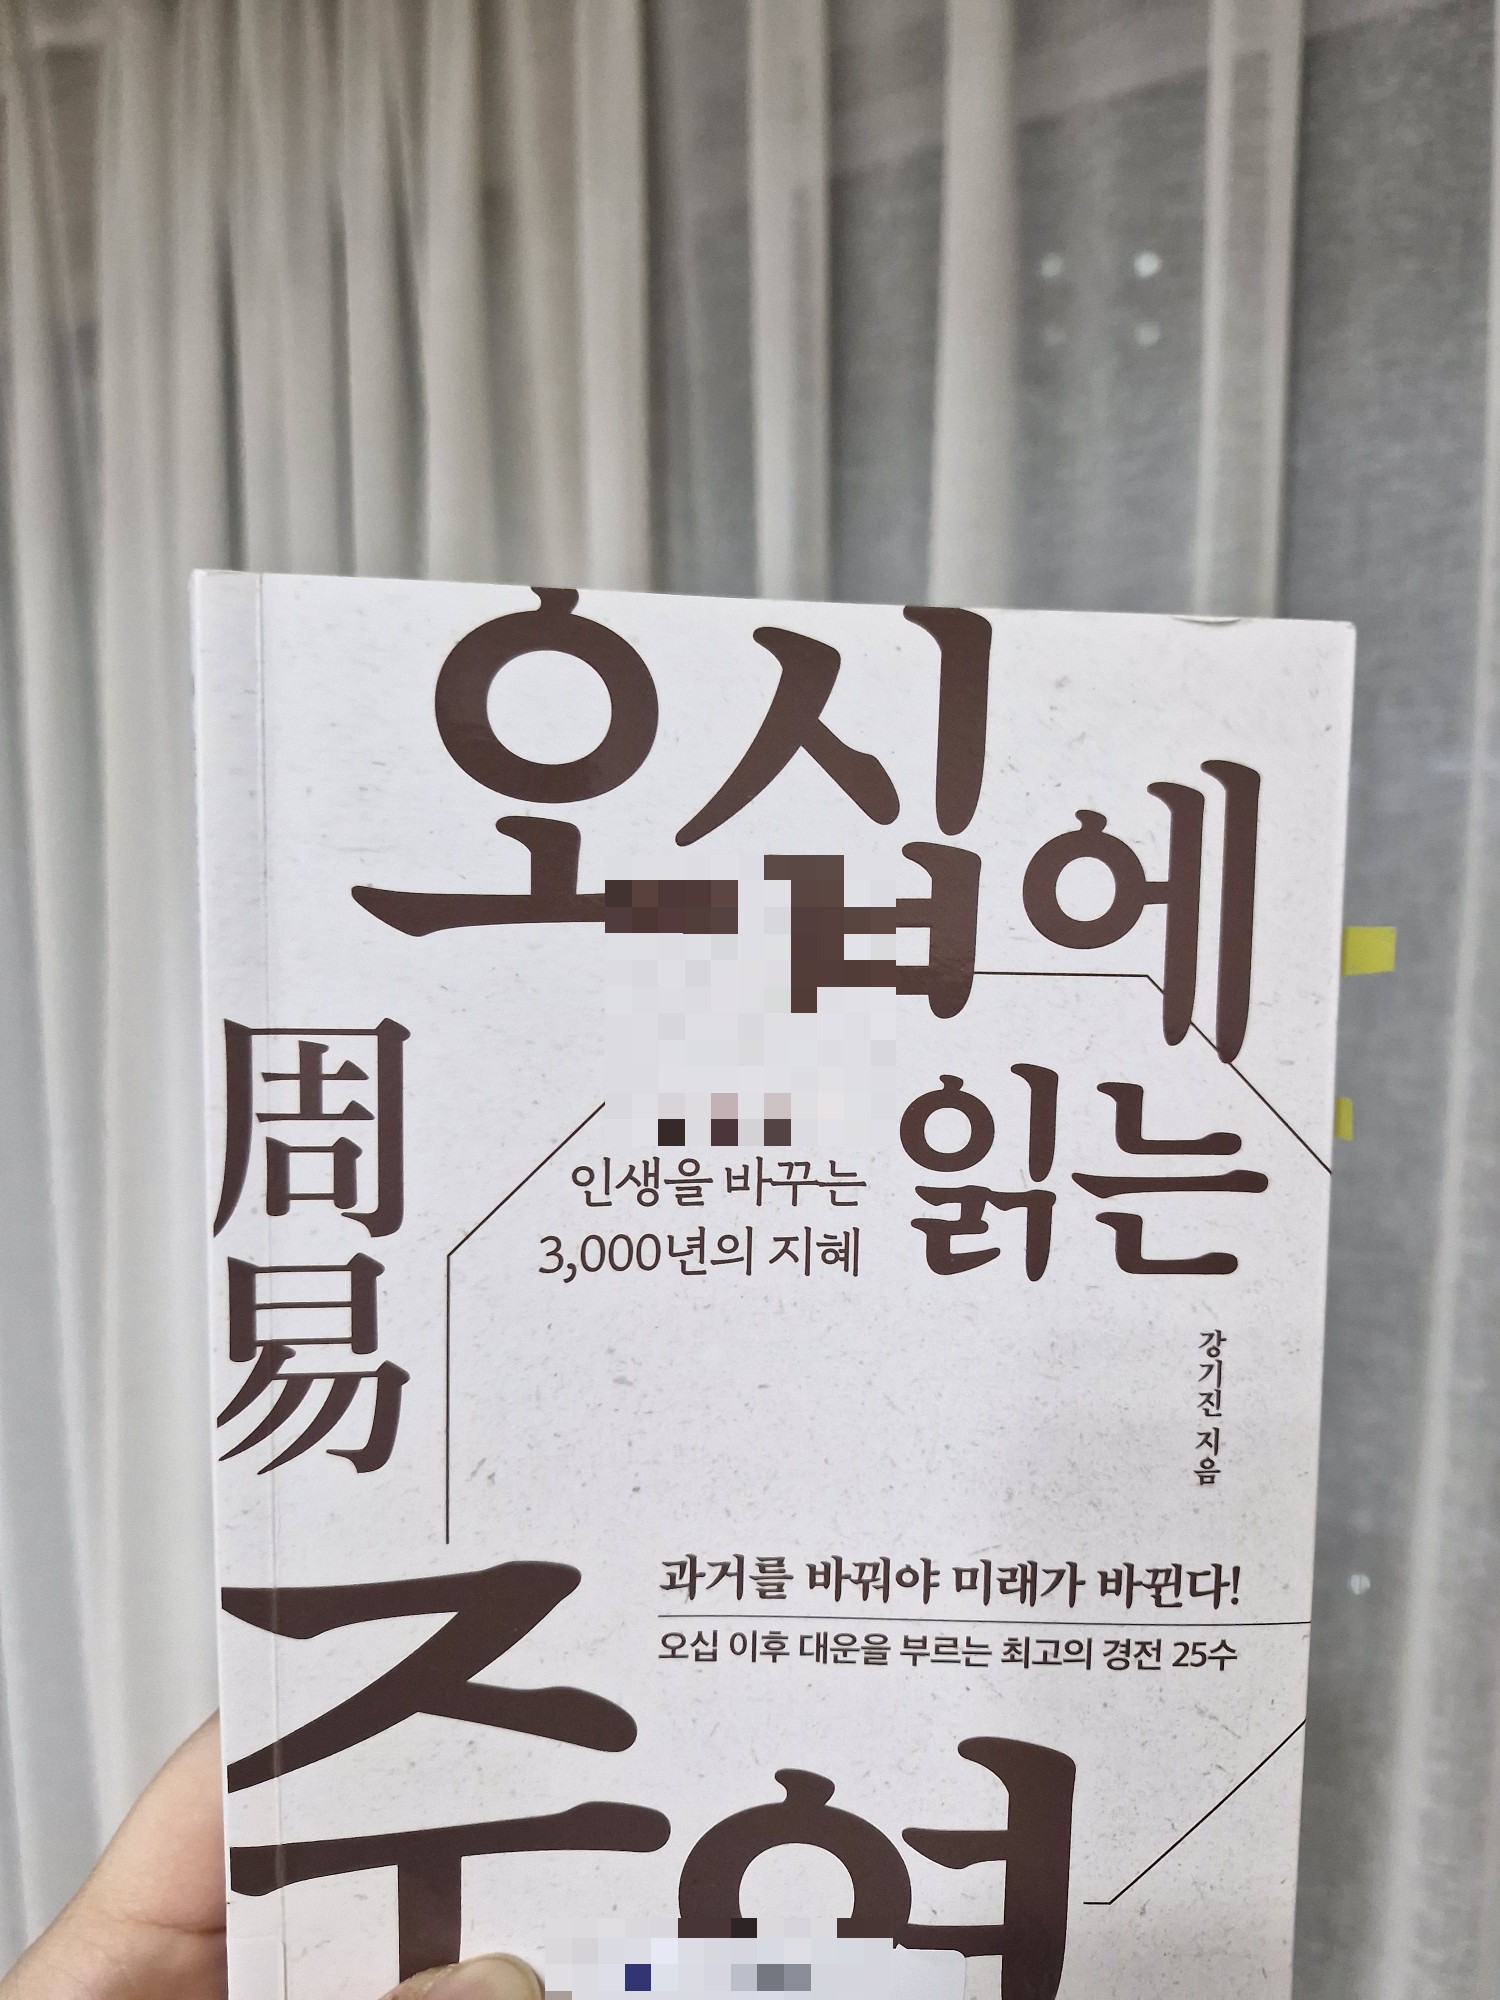 오십에
읽는
周易
인생을 바꾸는
3,000년의 지혜
강기진 지음
과거를 바꿔야 미래가 바뀐다!
오십 이후 대운을 부르는 최고의 경전 25수
주역